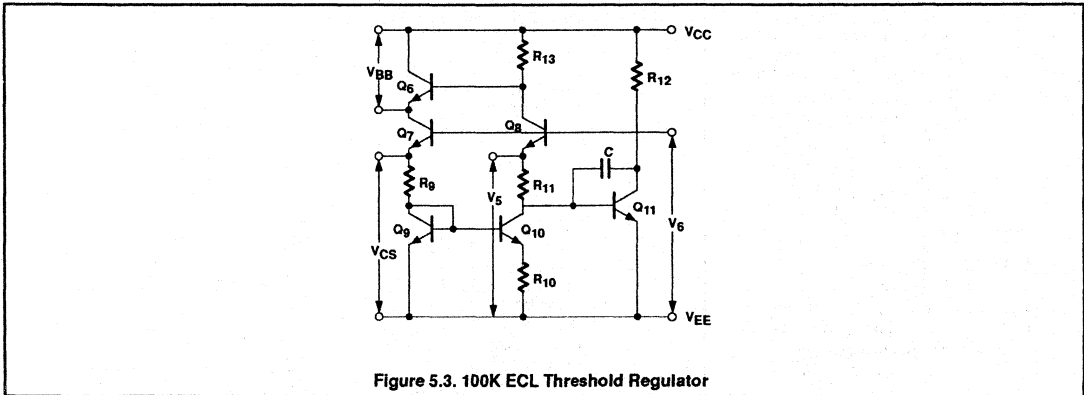 VCC
R13
VBB
R12
Q6
Q7
Q8
C
R9
V5
R11
Q11
V6
Q9
Q10
VCS
R10
VEE
Figure 5.3. 100K ECL Threshold Regulator